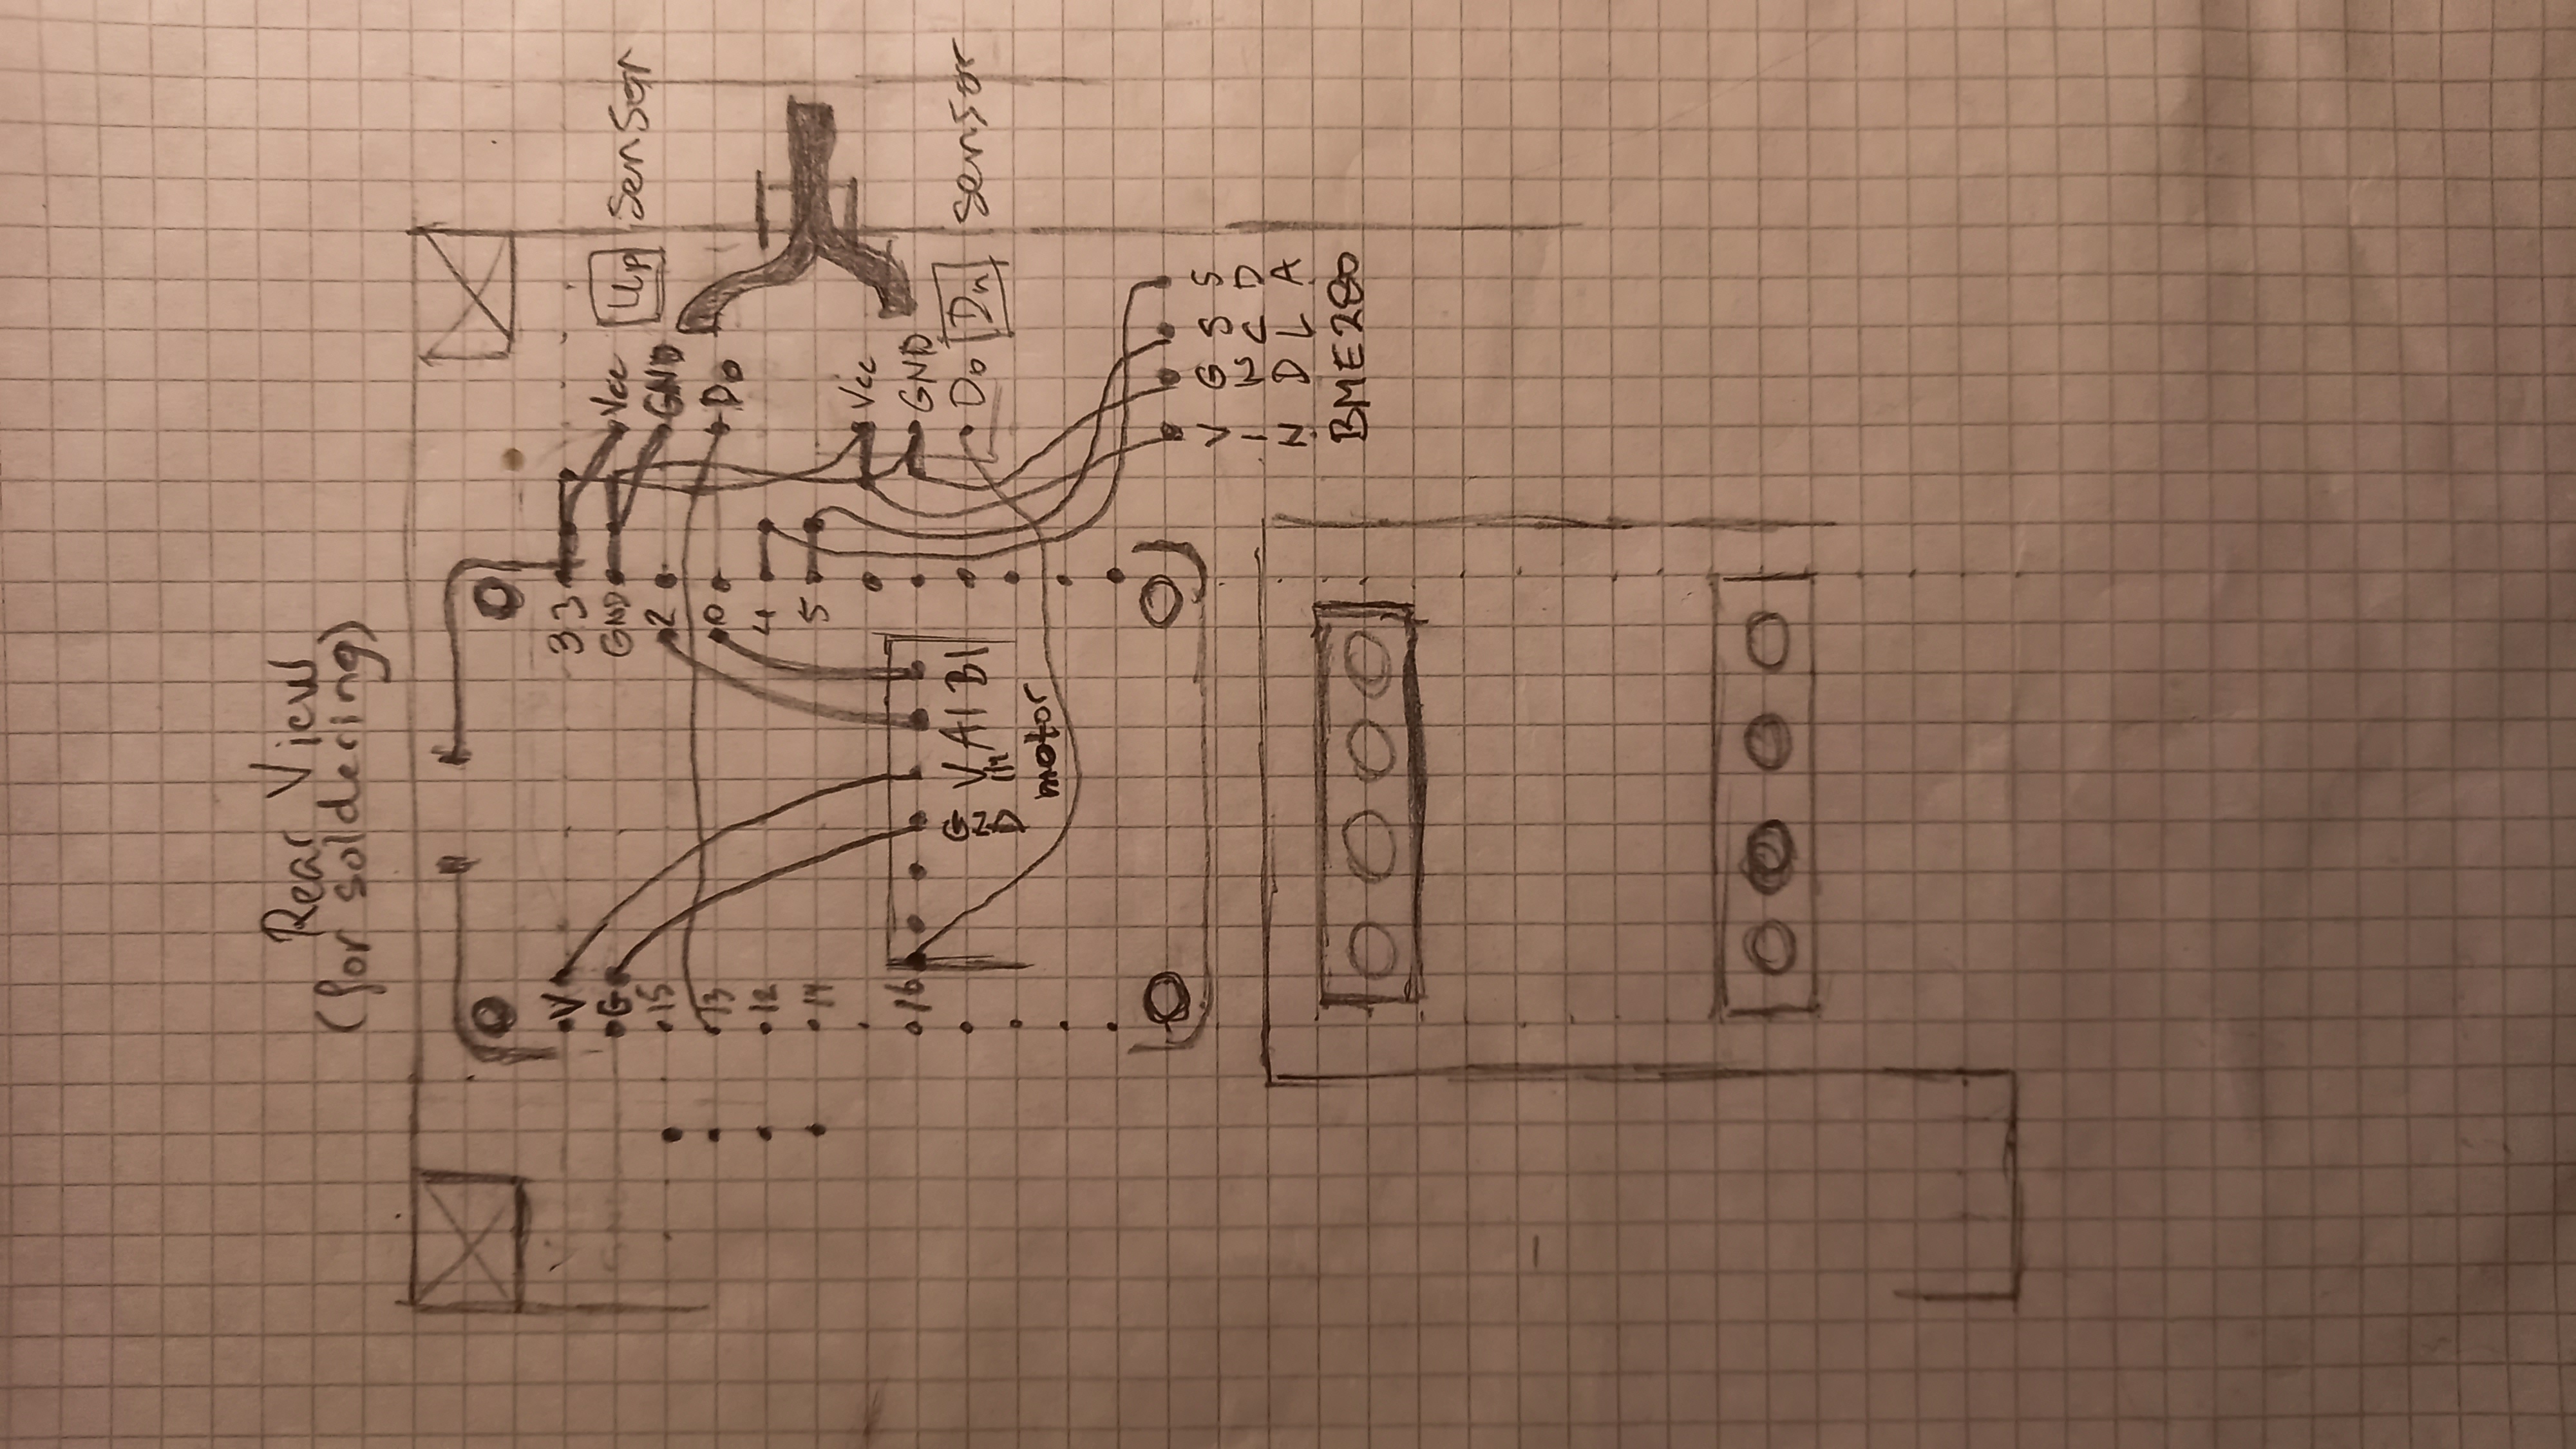 Rear View
(for soldering)
V 33
G GND Vcc Up sensor
15 2 GND
13 0 Do
12 4
14 5
Vcc
16 GND
GND VM A1 B1 Do Dn sensor
motor
VIN GND SCL SDA
BME280